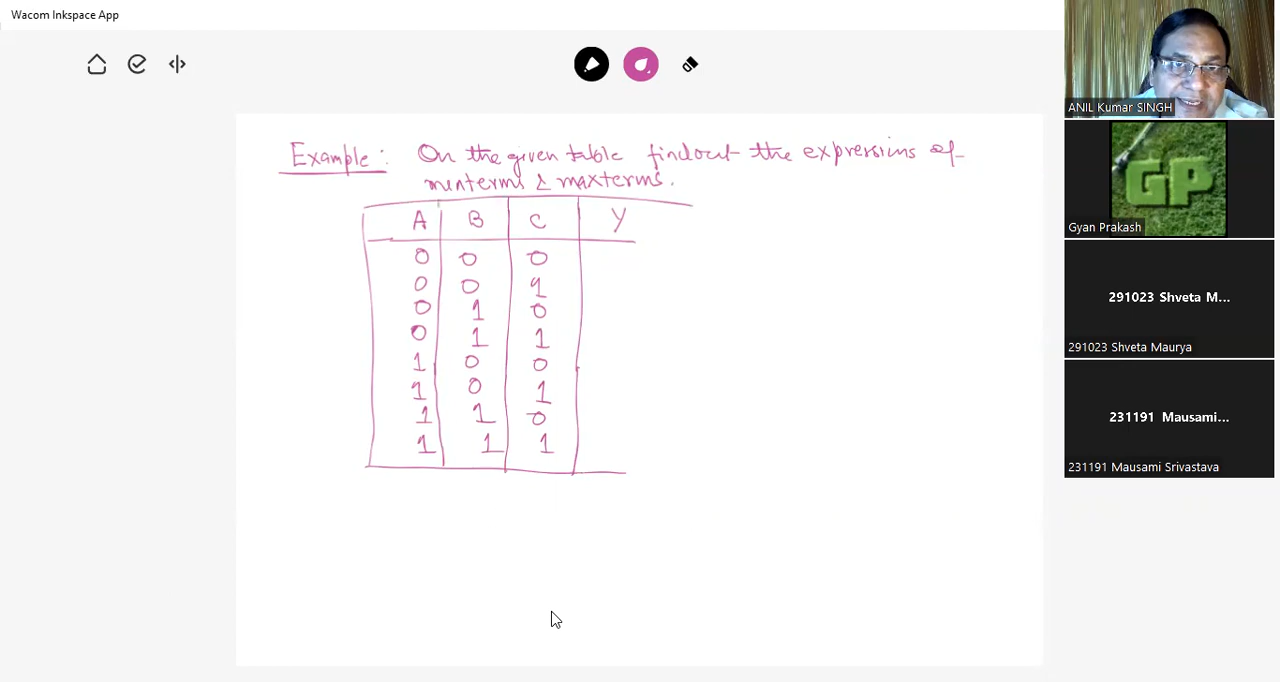 Wacom Inkspace App
Example: On the given table findout the expressions of
menterms & maxterms.
A B C Y
0 0 0
0 0 1
0 1 0
0 1 1
1 0 0
1 0 1
1 1 0
1 1 1
ANIL Kumar SINGH
GP
Gyan Prakash
291023 Shveta M...
291023 Shveta Maurya
231191 Mausami...
231191 Mausami Srivastava